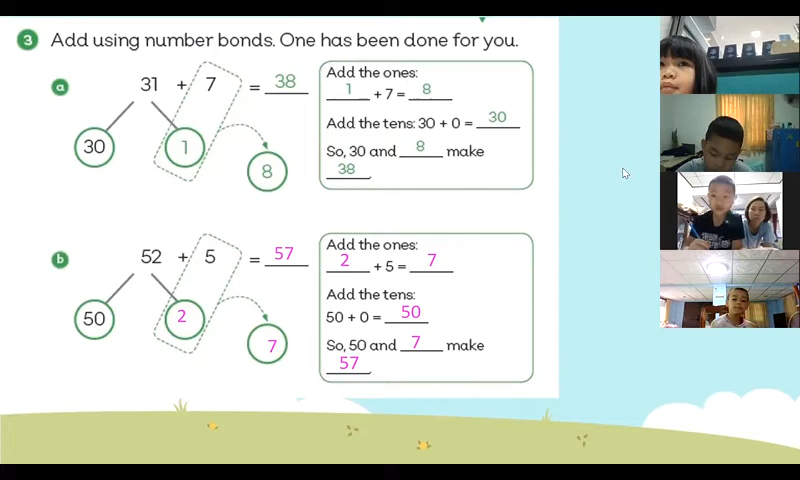 3 Add using number bonds. One has been done for you.
a 31 + 7 = 38
30 1
8
Add the ones:
1 + 7 = 8
Add the tens: 30 + 0 = 30
So, 30 and 8 make
38.
b 52 + 5 = 57
50 2
7
Add the ones:
2 + 5 = 7
Add the tens:
50 + 0 = 50
So, 50 and 7 make
57.